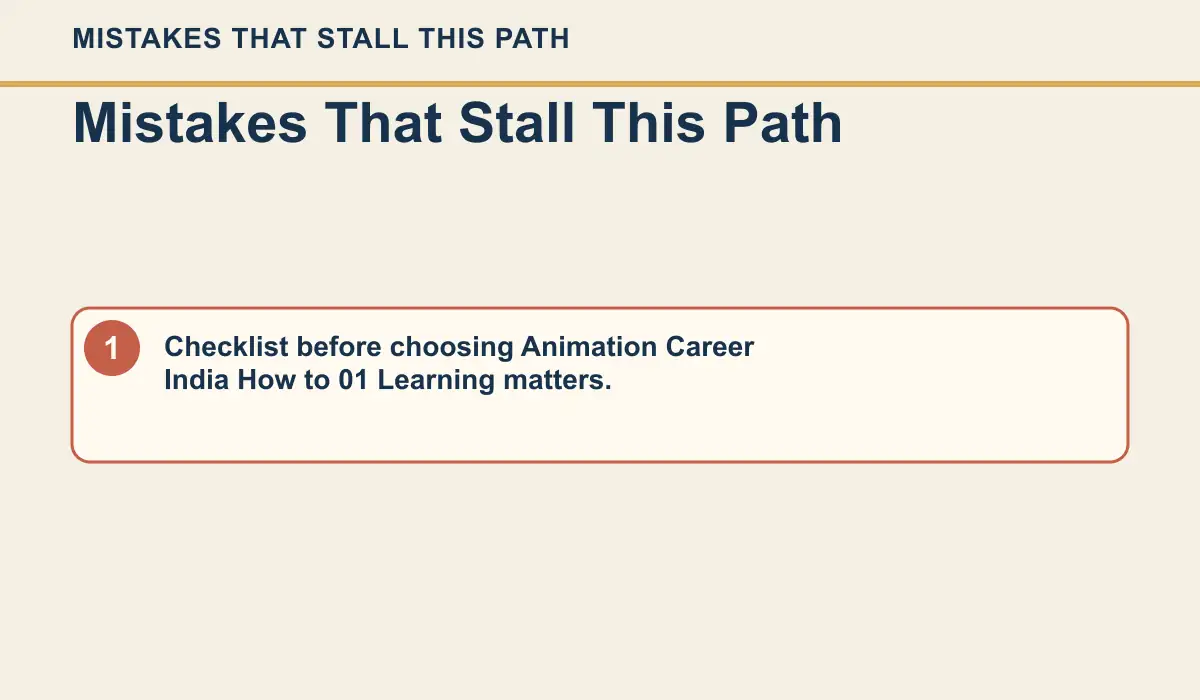 MISTAKES THAT STALL THIS PATH
Mistakes That Stall This Path
1
Checklist before choosing Animation Career
India How to 01 Learning matters.